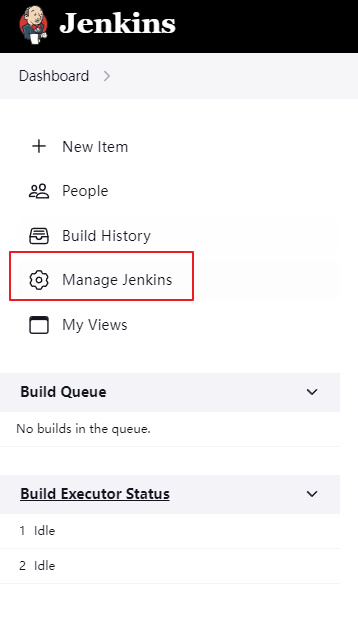 Jenkins
Dashboard
New Item
People
Build History
Manage Jenkins
My Views
Build Queue
No builds in the queue.
Build Executor Status
1 Idle
2 Idle